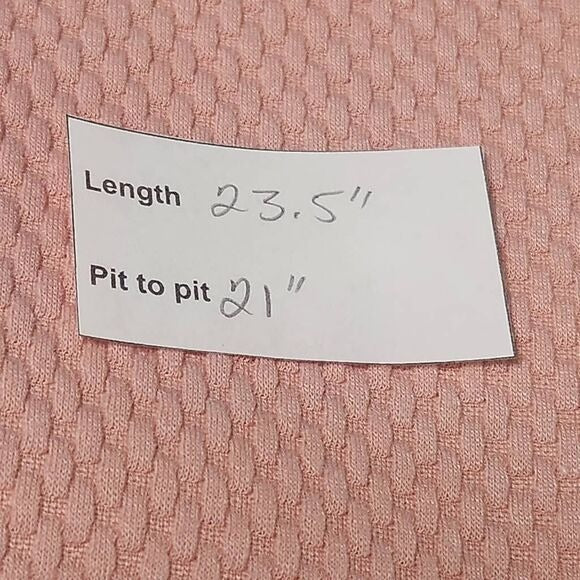 Length 23.5"
Pit to pit 21"